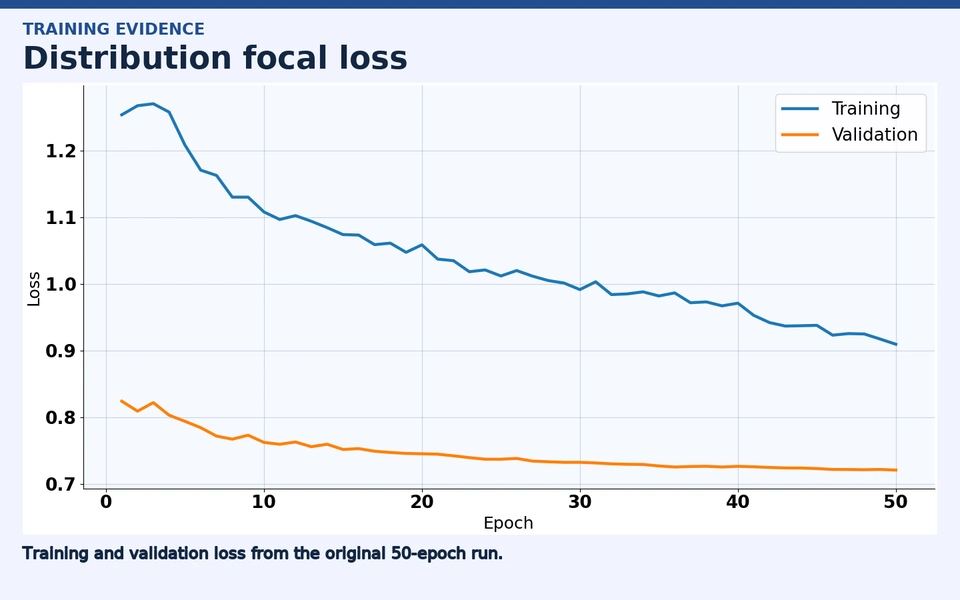 TRAINING EVIDENCE
Distribution focal loss
Training
Validation
1.2
1.1
1.0
0.9
0.8
0.7
Loss
0 10 20 30 40 50
Epoch
Training and validation loss from the original 50-epoch run.